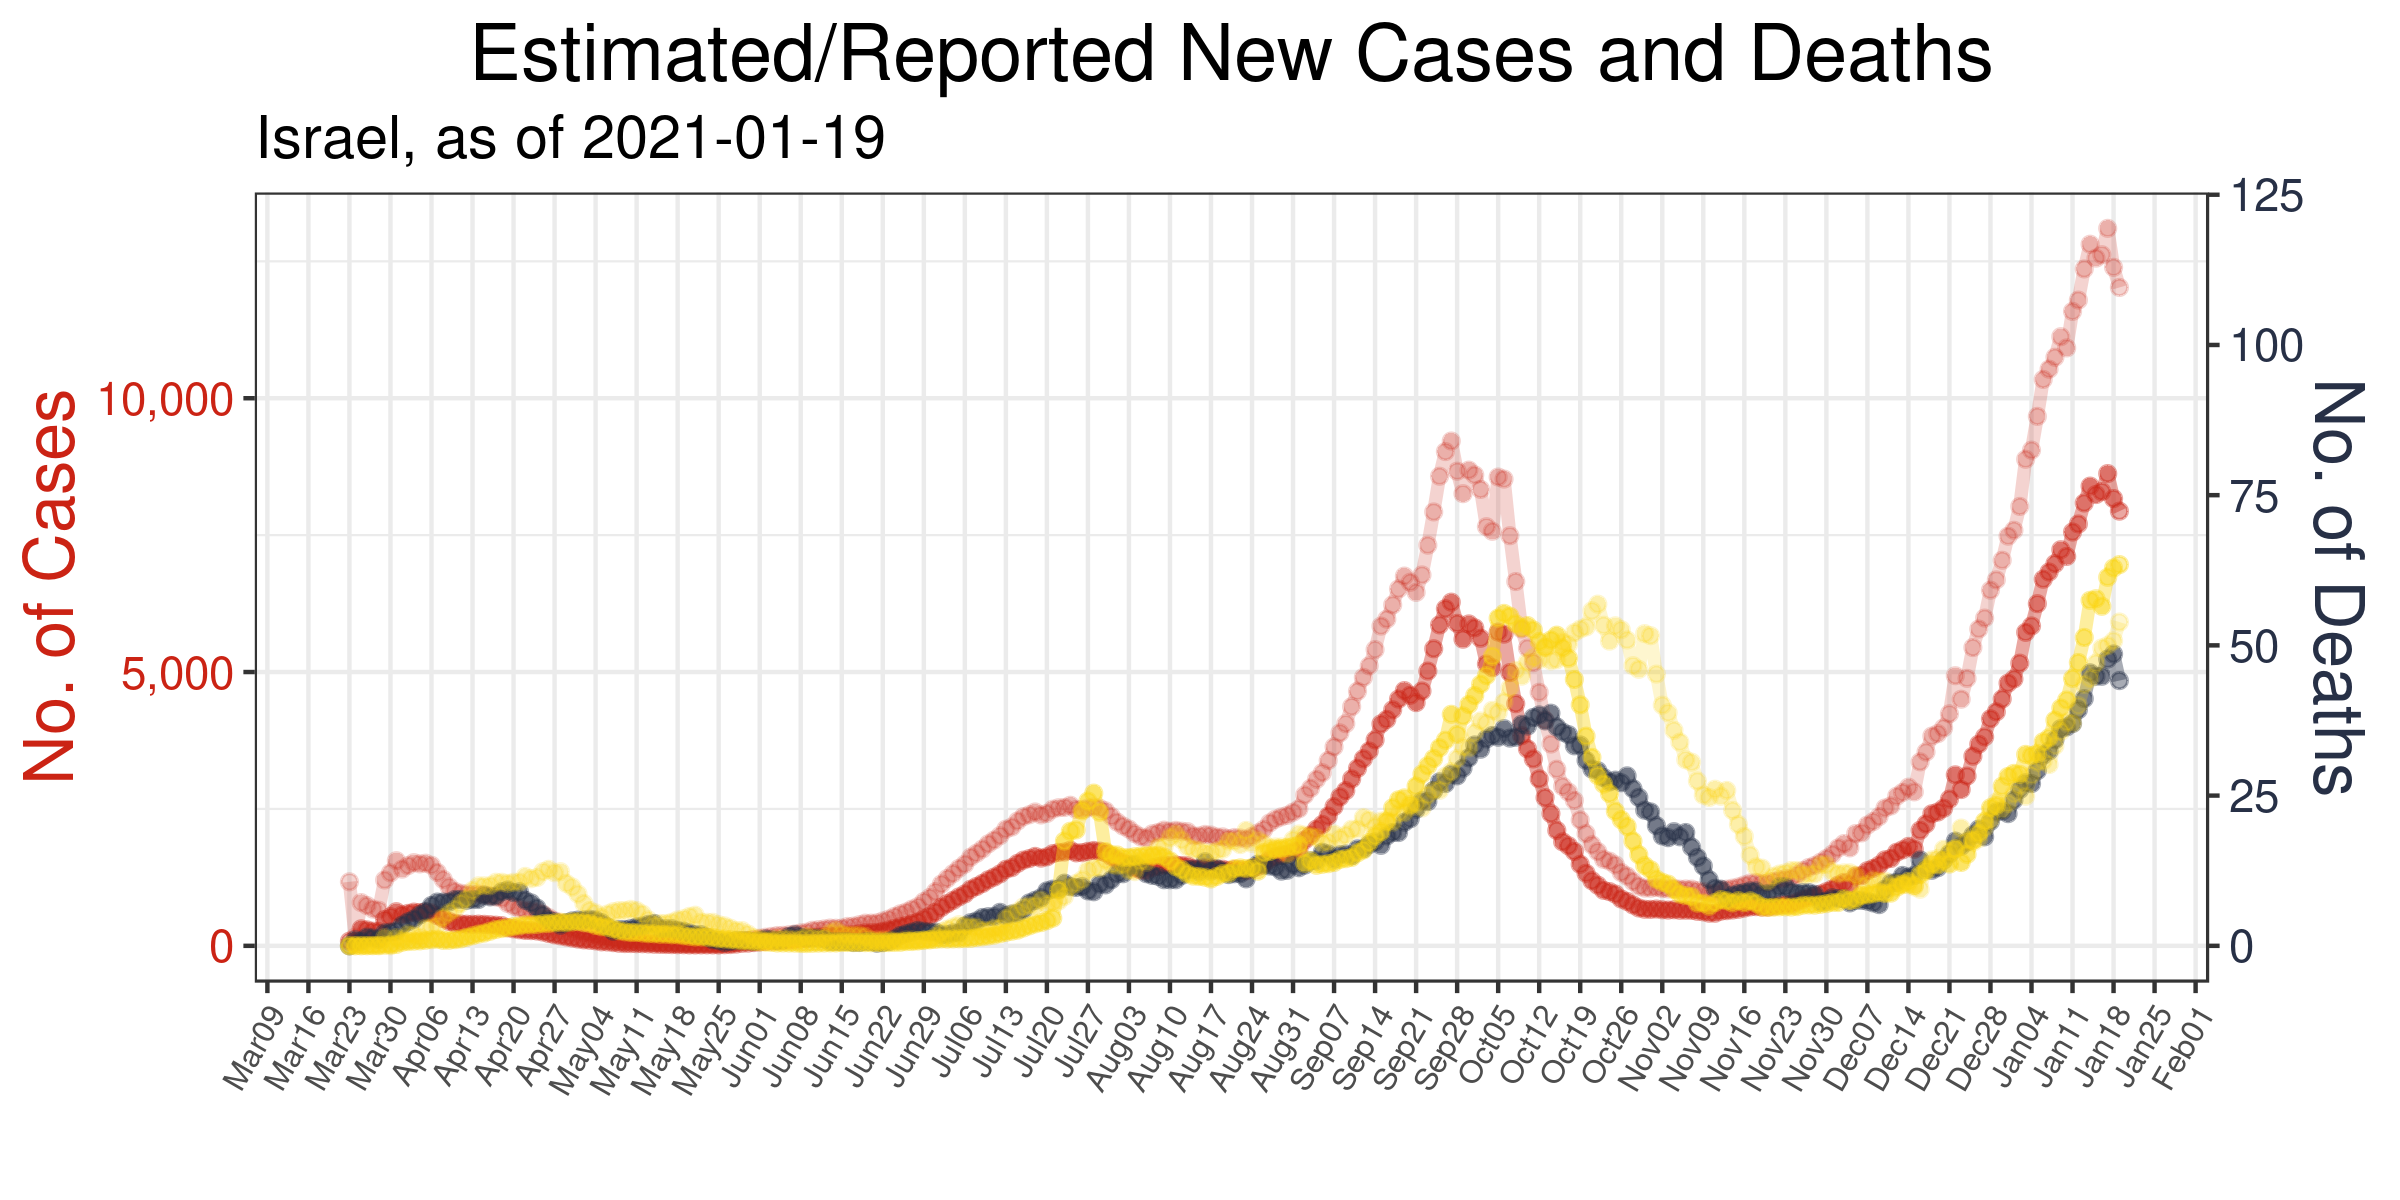 Estimated/Reported New Cases and Deaths
Israel, as of 2021-01-19
No. of Cases
10,000
5,000
0
125
100
75
50
25
0
No. of Deaths
Mar09 Mar16 Mar23 Mar30 Apr06 Apr13 Apr20 Apr27 May04 May11 May18 May25 Jun01 Jun08 Jun15 Jun22 Jun29 Jul06 Jul13 Jul20 Jul27 Aug03 Aug10 Aug17 Aug24 Aug31 Sep07 Sep14 Sep21 Sep28 Oct05 Oct12 Oct19 Oct26 Nov02 Nov09 Nov16 Nov23 Nov30 Dec07 Dec14 Dec21 Dec28 Jan04 Jan11 Jan18 Jan25 Feb01